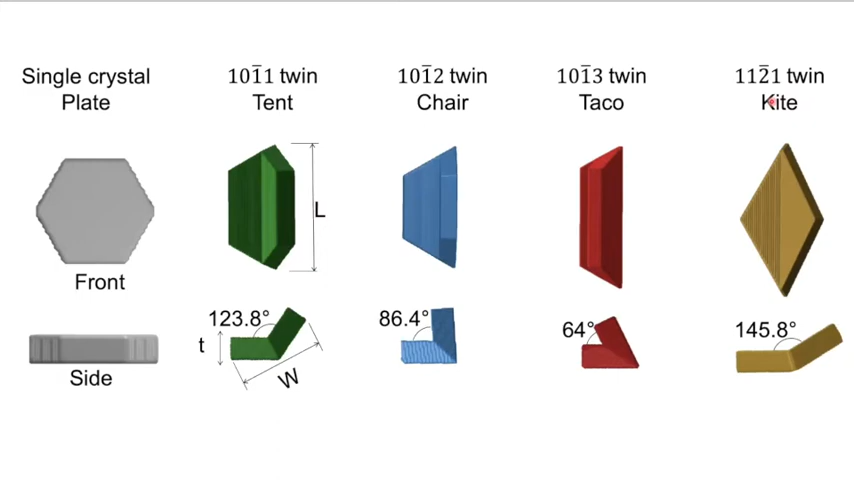 Single crystal
Plate
101̅1 twin
Tent
101̅2 twin
Chair
101̅3 twin
Taco
112̅1 twin
Kite
L
Front
123.8°
86.4°
64°
145.8°
t
W
Side